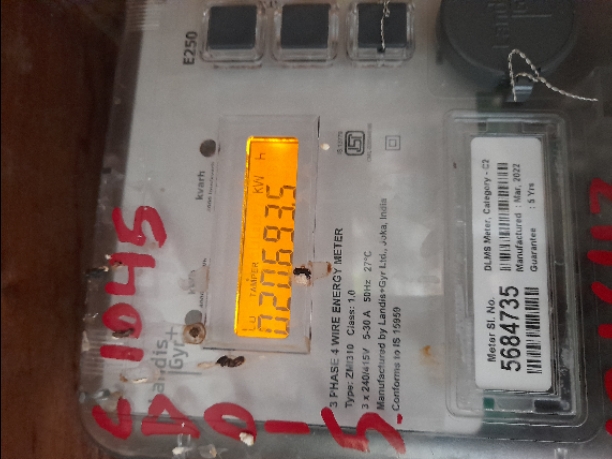 E250
kvarh
TAMPER
KW h
0206935
Landis
Gyr+
3 PHASE 4 WIRE ENERGY METER
Type: ZMI310 Class: 1.0
3 x 240/415V 5-30 A 50Hz 27°C
Manufactured by Landis+Gyr Ltd., Joka, India
Conforms to IS 15959
DLMS Meter, Category - C2
Manufactured : Mar, 2022
Guarantee : 5 Yrs
Meter Sl. No.
5684735
1045